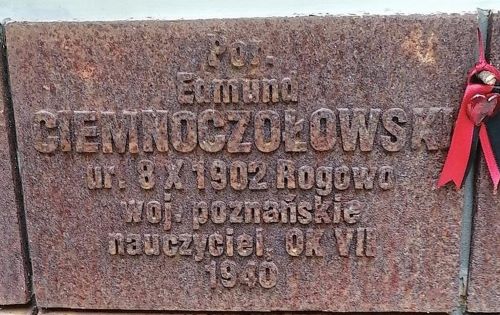 Por.
Edmund
CIEMNOCZOŁOWSKI
ur. 8 X 1902 Rogowo
woj. poznańskie
nauczyciel, OK VII
1940